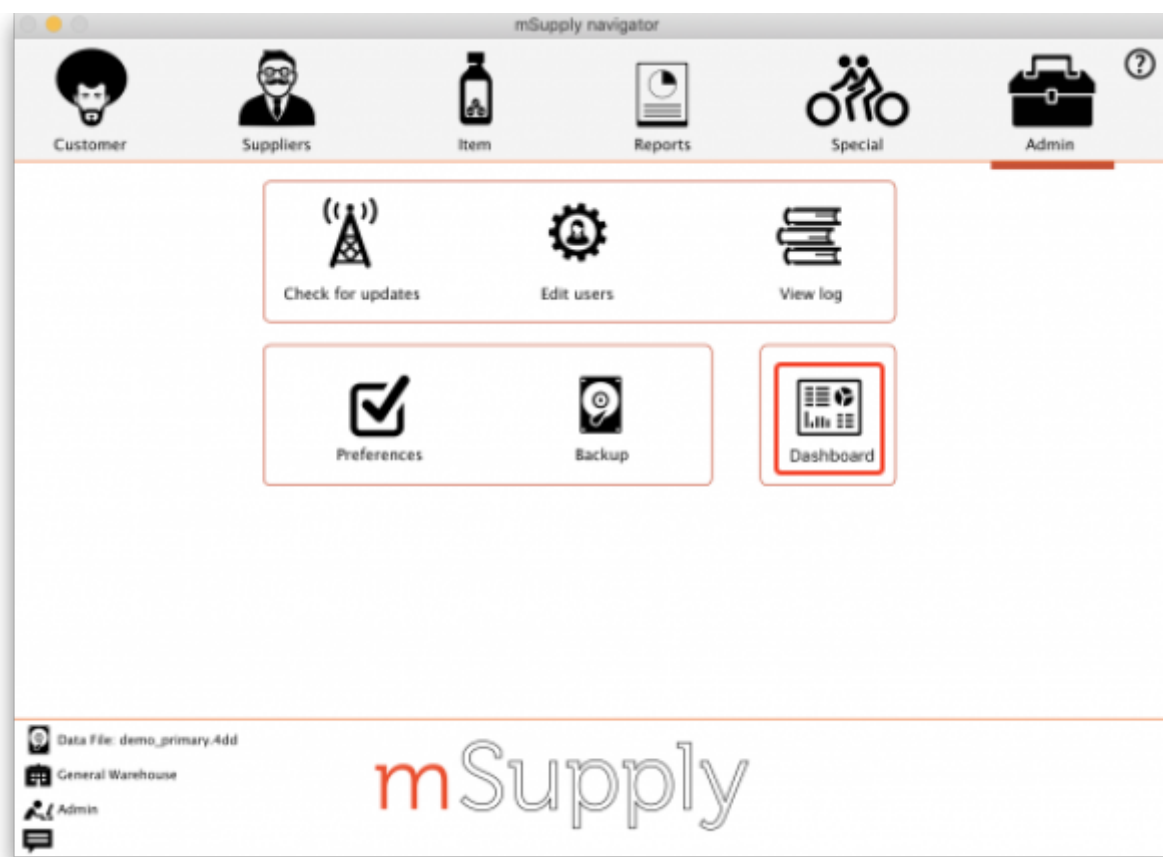 mSupply navigator
Customer
Suppliers
Item
Reports
Special
Admin
?
Check for updates
Edit users
View log
Preferences
Backup
Dashboard
Data File: demo_primary.4dd
General Warehouse
Admin
mSupply